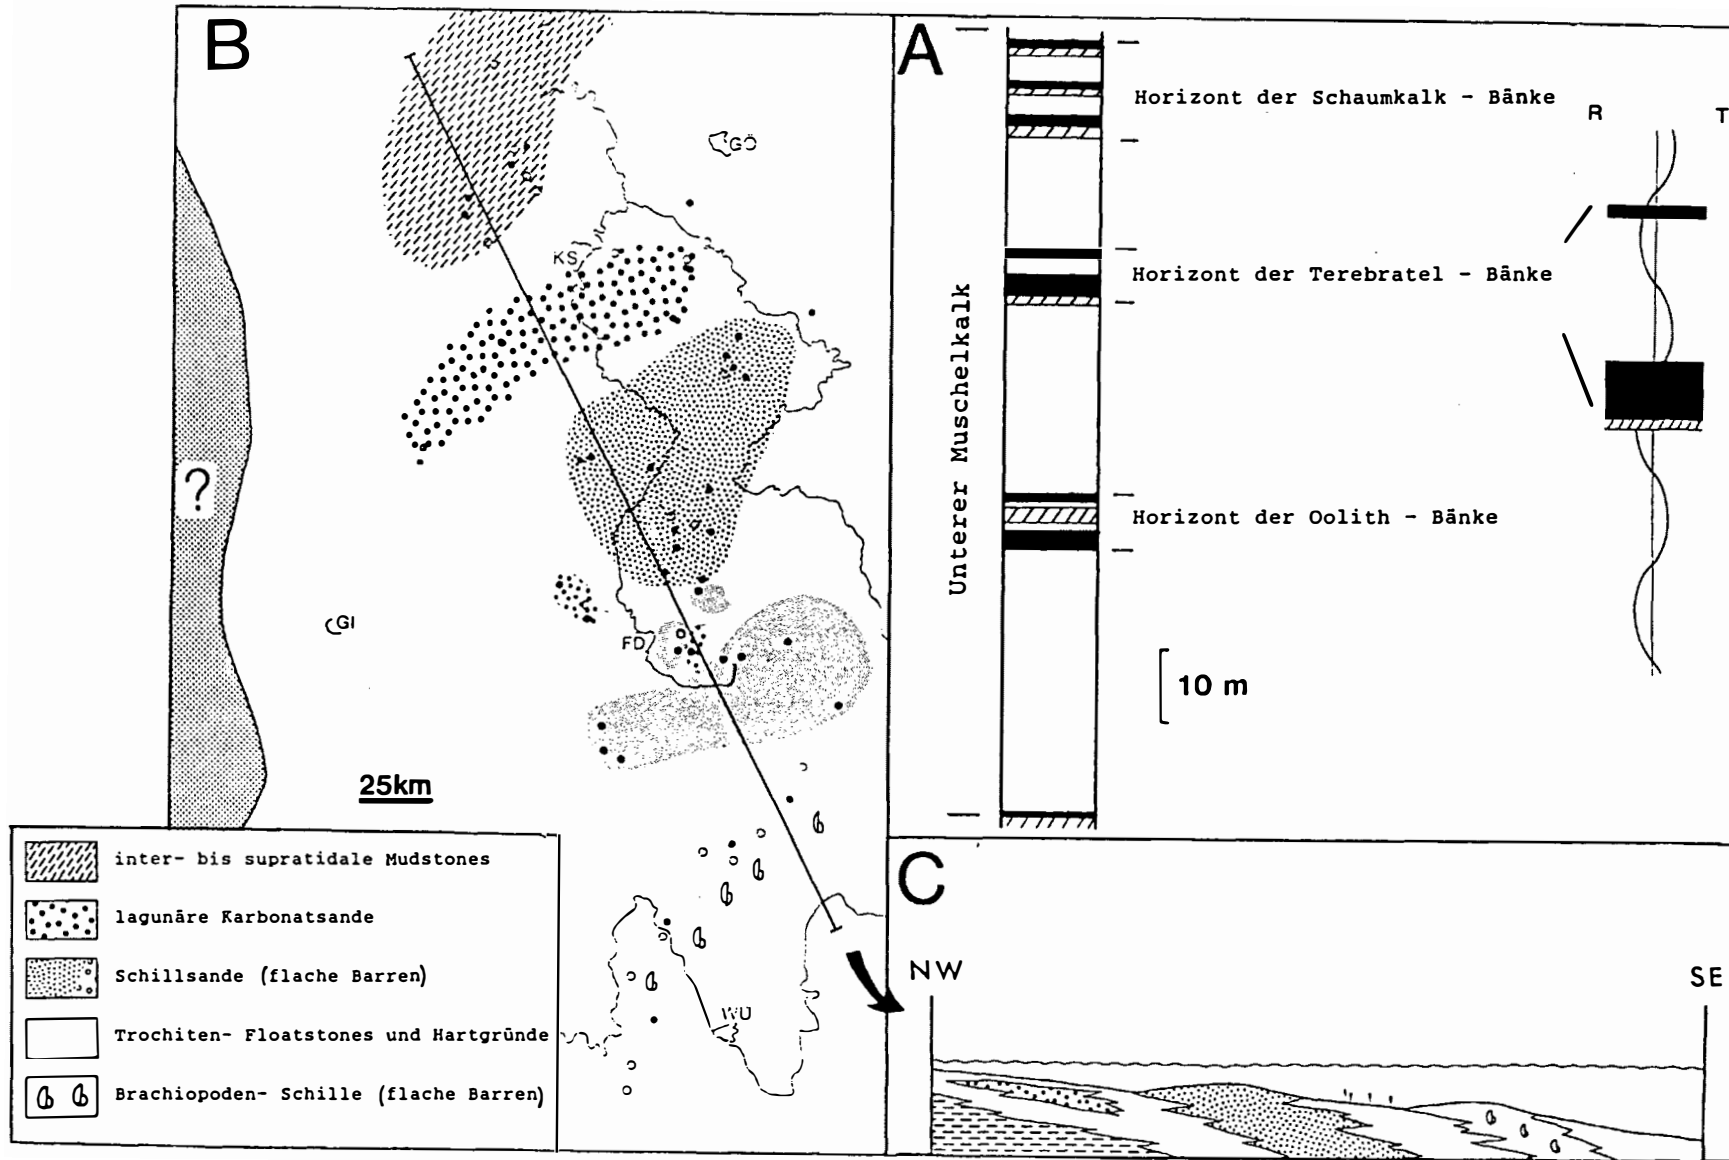 B
GÖ
KS
?
GI
FD
25km
WÜ
inter- bis supratidale Mudstones
lagunäre Karbonatsande
Schillsande (flache Barren)
Trochiten- Floatstones und Hartgründe
Brachiopoden- Schille (flache Barren)
A
Unterer Muschelkalk
Horizont der Schaumkalk - Bänke
Horizont der Terebratel - Bänke
Horizont der Oolith - Bänke
10 m
R T
C
NW SE